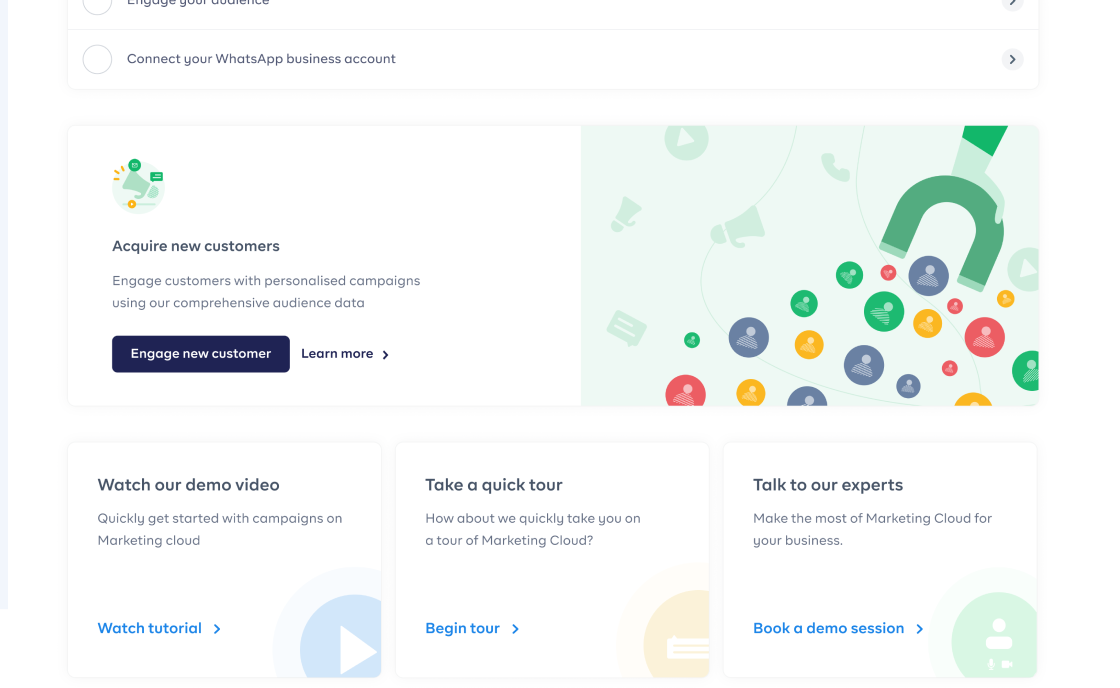 Engage your audience
Connect your WhatsApp business account
Acquire new customers
Engage customers with personalised campaigns
using our comprehensive audience data
Engage new customer
Learn more
Watch our demo video
Quickly get started with campaigns on
Marketing cloud
Watch tutorial
Take a quick tour
How about we quickly take you on
a tour of Marketing Cloud?
Begin tour
Talk to our experts
Make the most of Marketing Cloud for
your business.
Book a demo session